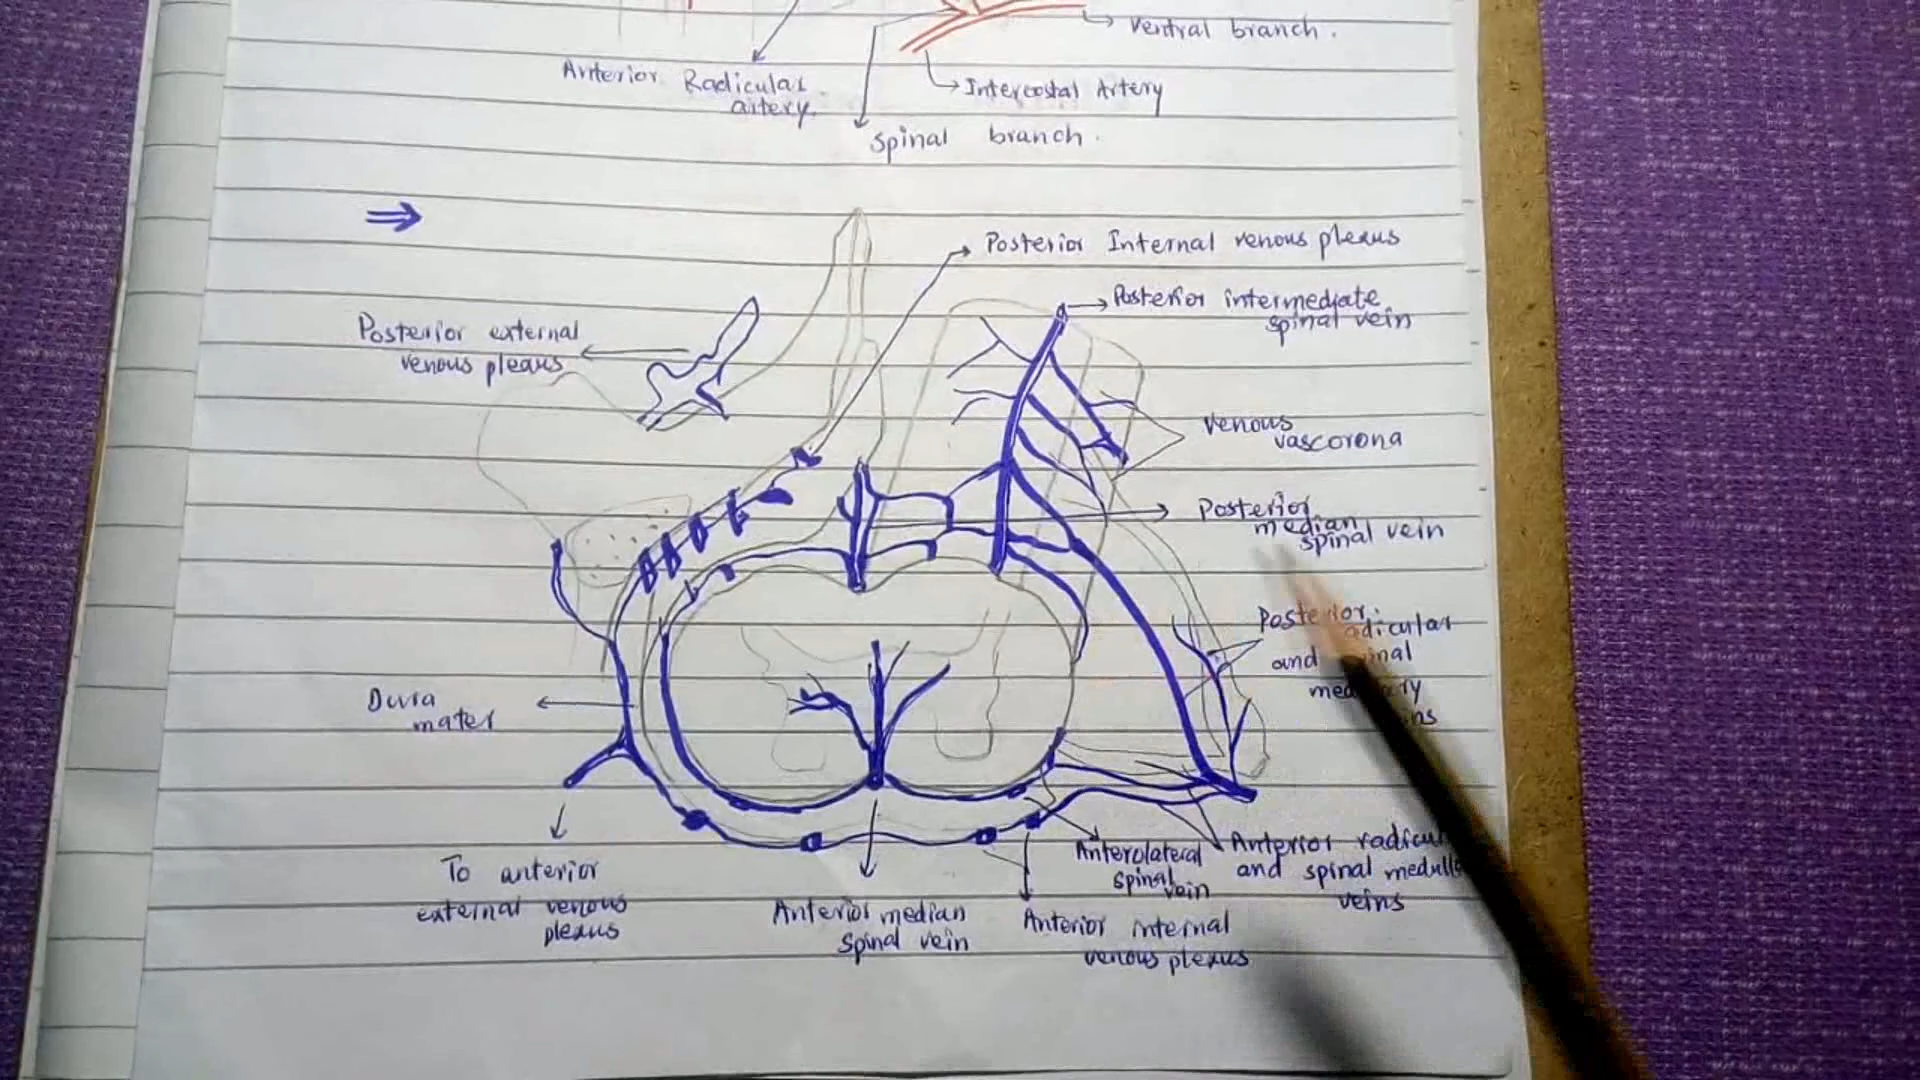 ventral branch.
Anterior Radicular
artery.
Intercostal Artery
Spinal branch.
⇒
Posterior Internal venous plexus
Posterior intermediate
spinal vein
Posterior external
venous plexus
venous
vascorona
Posterior
median
spinal vein
Posterior
and
Dura
mater
To anterior
external venous
plexus
Anterior median
spinal vein
Anterolateral
spinal
vein
Anterior internal
venous plexus
Anterior
and spinal
veins